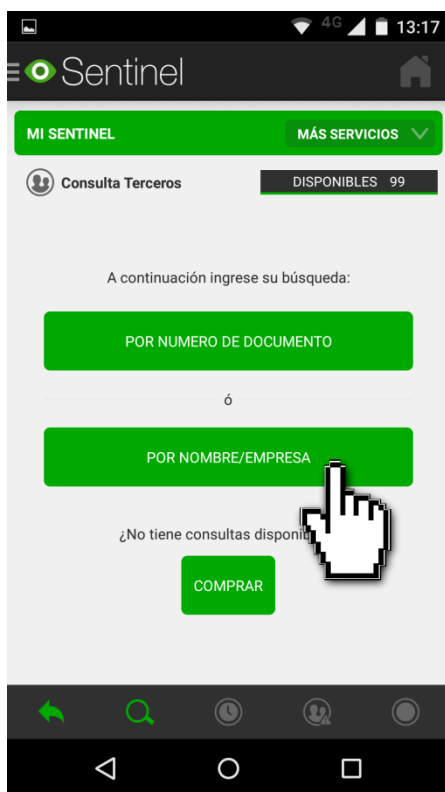 4G 13:17
Sentinel
MI SENTINEL MÁS SERVICIOS
Consulta Terceros DISPONIBLES 99
A continuación ingrese su búsqueda:
POR NUMERO DE DOCUMENTO
ó
POR NOMBRE/EMPRESA
¿No tiene consultas
COMPRAR